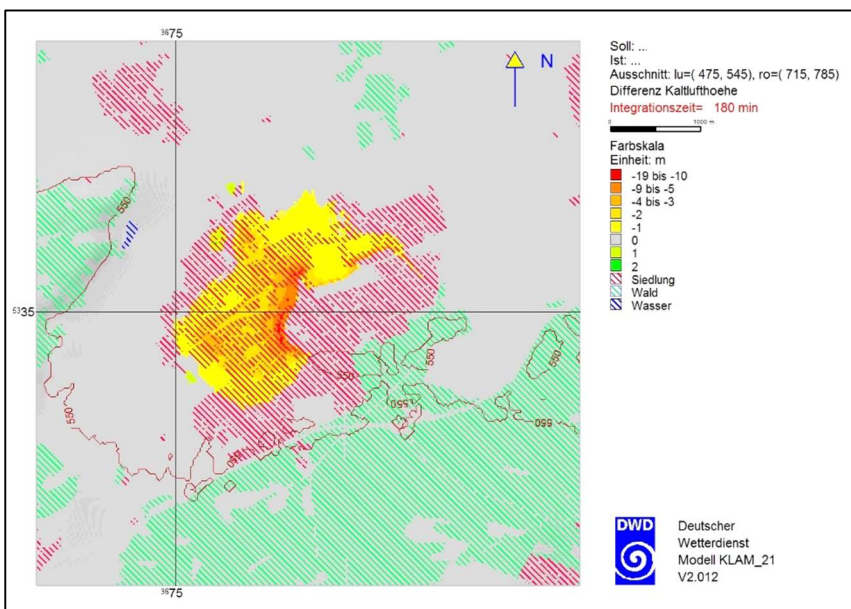 3675
N
550
550
5335
550
550
550
550
550
550
3675
Soll: ...
Ist: ...
Ausschnitt: lu=( 475, 545), ro=( 715, 785)
Differenz Kaltlufthoehe
Integrationszeit= 180 min
0 1000 m
Farbskala
Einheit: m
-19 bis -10
-9 bis -5
-4 bis -3
-2
-1
0
1
2
Siedlung
Wald
Wasser
DWD
Deutscher
Wetterdienst
Modell KLAM_21
V2.012